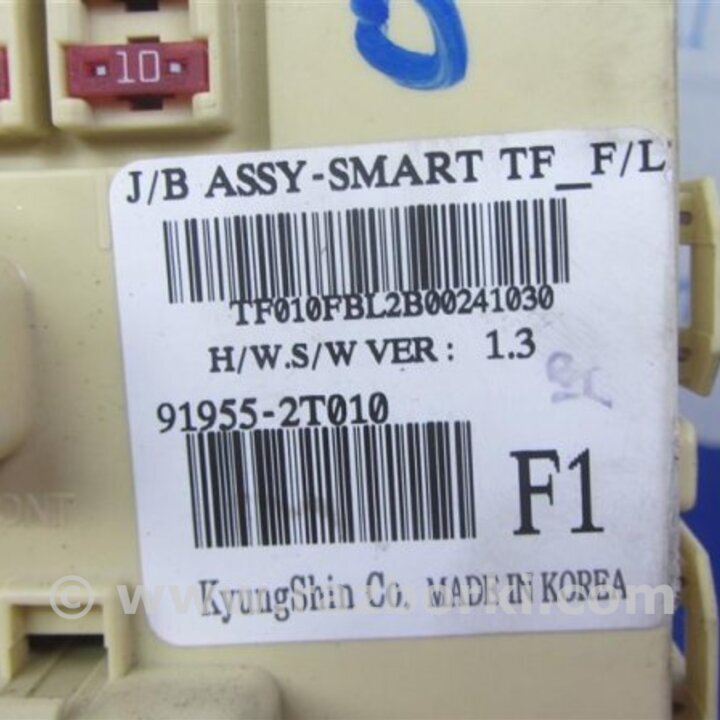 10
J/B ASSY-SMART TF_F/L
TF010FBL2B00241030
H/W.S/W VER : 1.3
91955-2T010
F1
KyungShin Co. MADE IN KOREA